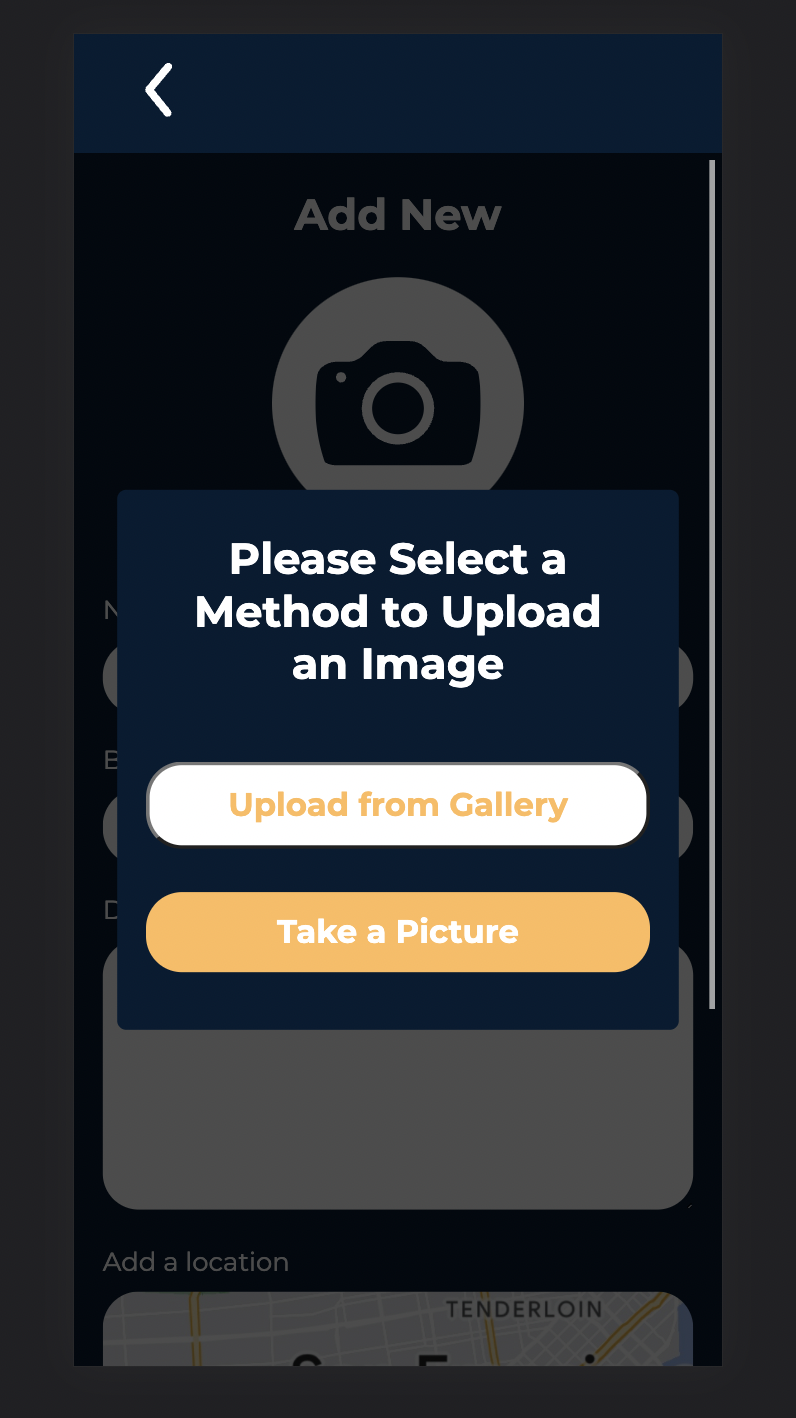 Add New
Please Select a
Method to Upload
an Image
N
B
Upload from Gallery
D
Take a Picture
Add a location
TENDERLOIN